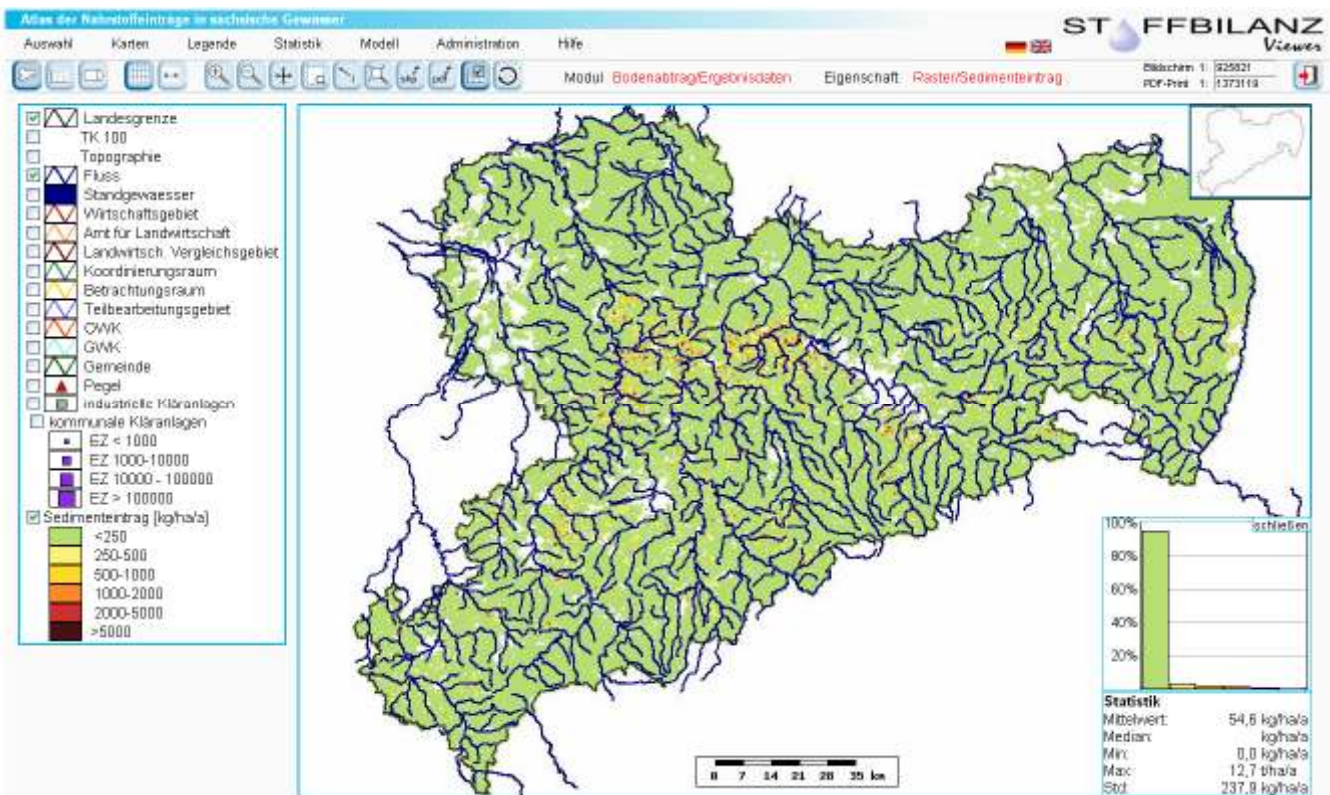 Atlas der Nährstoffeinträge in sächsische Gewässer
STOFFBILANZ
Viewer
Auswahl Karten Legende Statistik Modell Administration Hilfe
Modul Bodenabtrag/Ergebnisdaten Eigenschaft Raster/Sedimenteintrag
Bildschirm 1: 925821
PDF-Print 1: 1373119
Landesgrenze
TK 100
Topographie
Fluss
Standgewaesser
Wirtschaftsgebiet
Amt für Landwirtschaft
Landwirtsch. Vergleichsgebiet
Koordinierungsraum
Betrachtungsraum
Teilbearbeitungsgebiet
OWK
GWK
Gemeinde
Pegel
industrielle Kläranlagen
kommunale Kläranlagen
EZ < 1000
EZ 1000-10000
EZ 10000 - 100000
EZ > 100000
Sedimenteintrag [kg/ha/a]
<250
250-500
500-1000
1000-2000
2000-5000
>5000
0 7 14 21 28 35 km
schließen
100%
80%
60%
40%
20%
Statistik
Mittelwert: 54,6 kg/ha/a
Median: kg/ha/a
Min: 0,0 kg/ha/a
Max: 12,7 t/ha/a
Std: 237,9 kg/ha/a